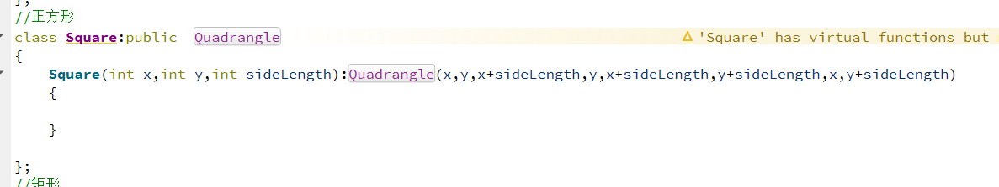 };
//正方形
class Square:public  Quadrangle 'Square' has virtual functions but
{
    Square(int x,int y,int sideLength):Quadrangle(x,y,x+sideLength,y,x+sideLength,y+sideLength,x,y+sideLength)
    {
    }
};
//矩形